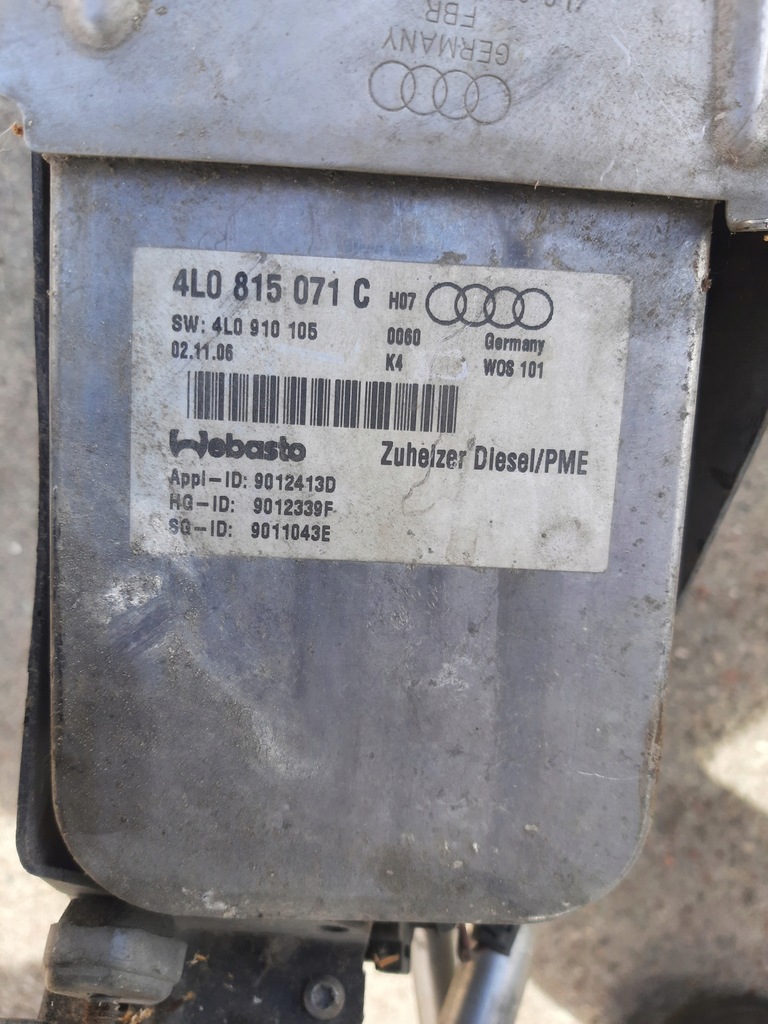 FBR
GERMANY
4L0 815 071 C H07
SW: 4L0 910 105 0060 Germany
02.11.06 K4 WOS 101
Webasto Zuheizer Diesel/PME
Appl-ID: 9012413D
HG-ID: 9012339F
SG-ID: 9011043E